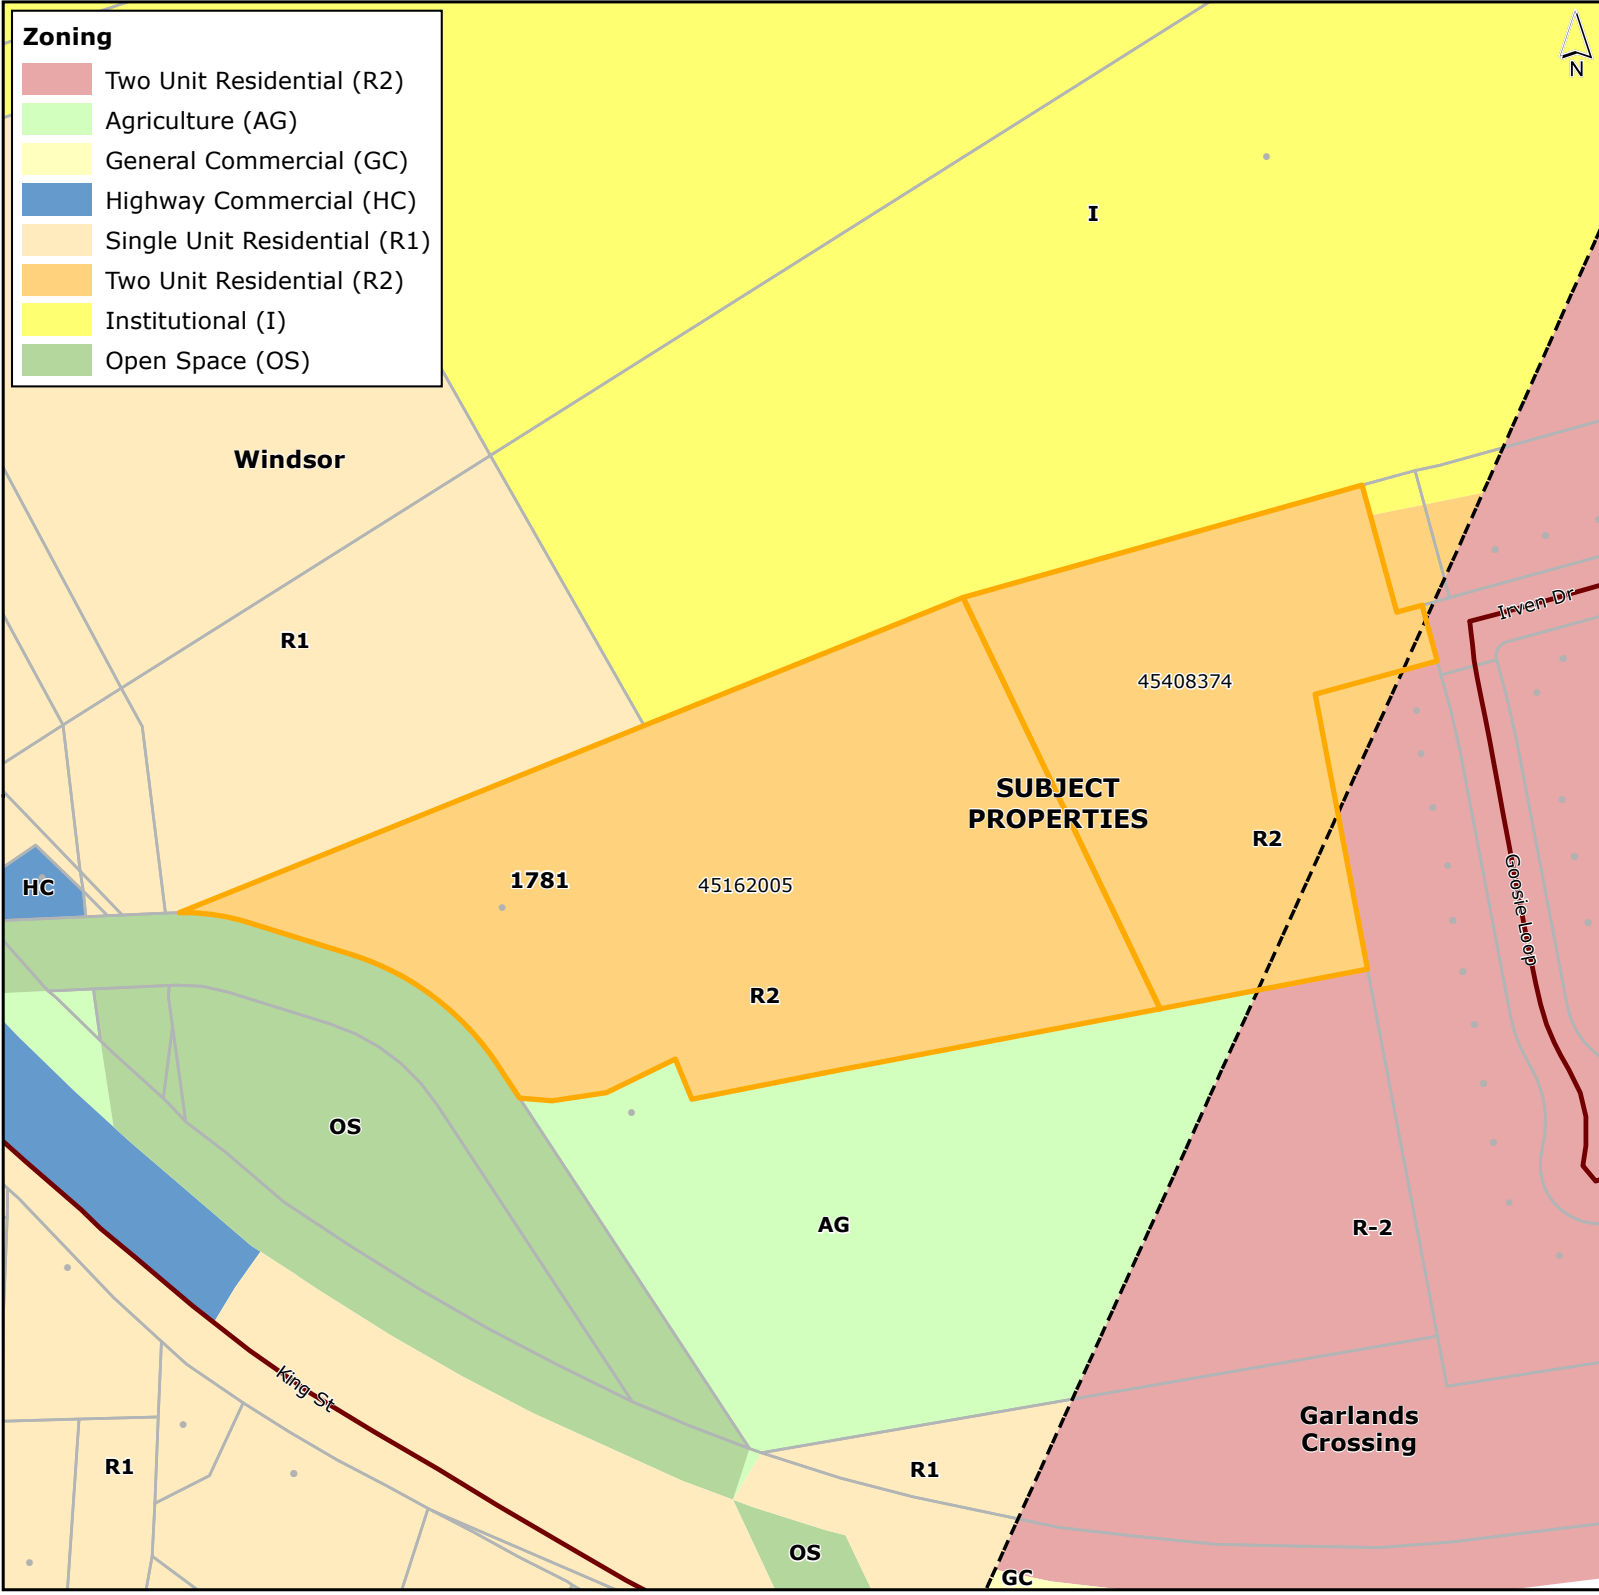 Zoning
Two Unit Residential (R2)
Agriculture (AG)
General Commercial (GC)
Highway Commercial (HC)
Single Unit Residential (R1)
Two Unit Residential (R2)
Institutional (I)
Open Space (OS)
N
I
Windsor
Irven Dr
R1
45408374
SUBJECT
PROPERTIES
R2
HC
1781
45162005
Goosie Loop
R2
OS
AG
R-2
King St
Garlands
Crossing
R1
R1
OS
GC